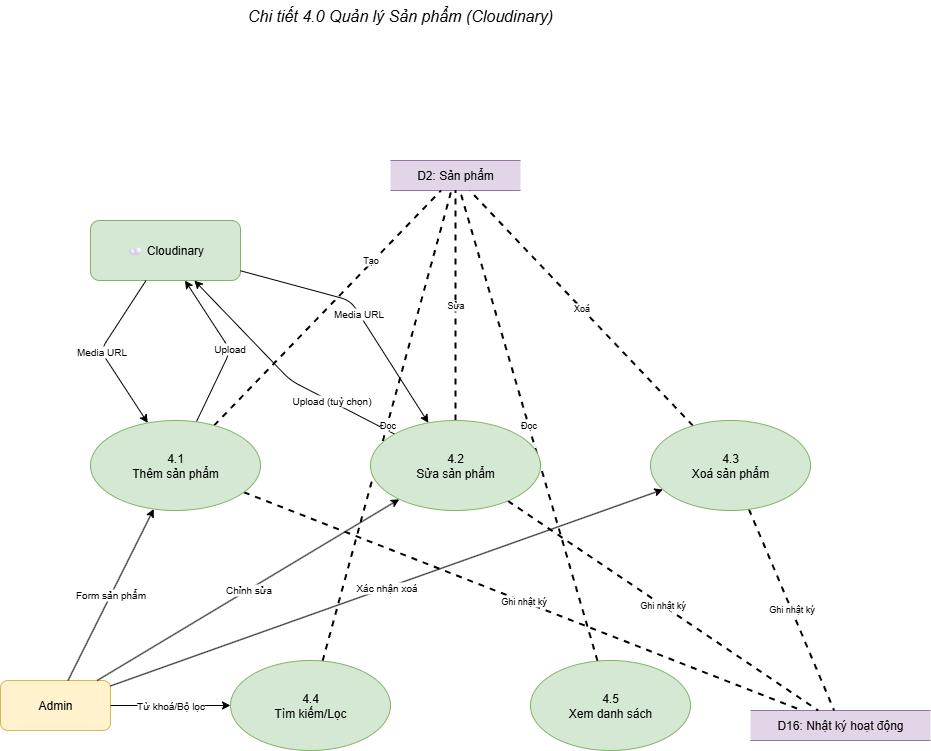 Chi tiết 4.0 Quản lý Sản phẩm (Cloudinary)
D2: Sản phẩm
Cloudinary
Tạo
Sửa
Xoá
Media URL
Media URL
Upload
Upload (tuỳ chọn)
Đọc
Đọc
4.1
Thêm sản phẩm
4.2
Sửa sản phẩm
4.3
Xoá sản phẩm
Form sản phẩm
Chỉnh sửa
Xác nhận xoá
Ghi nhật ký
Ghi nhật ký
Ghi nhật ký
Admin
Từ khoá/Bộ lọc
4.4
Tìm kiếm/Lọc
4.5
Xem danh sách
D16: Nhật ký hoạt động